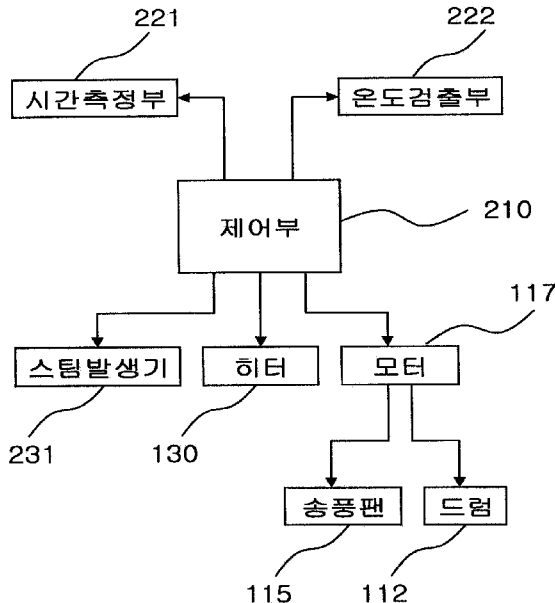 221
222
시간측정부
온도검출부
제어부
210
117
스팀발생기
히터
모터
231
130
송풍팬
드럼
115
112